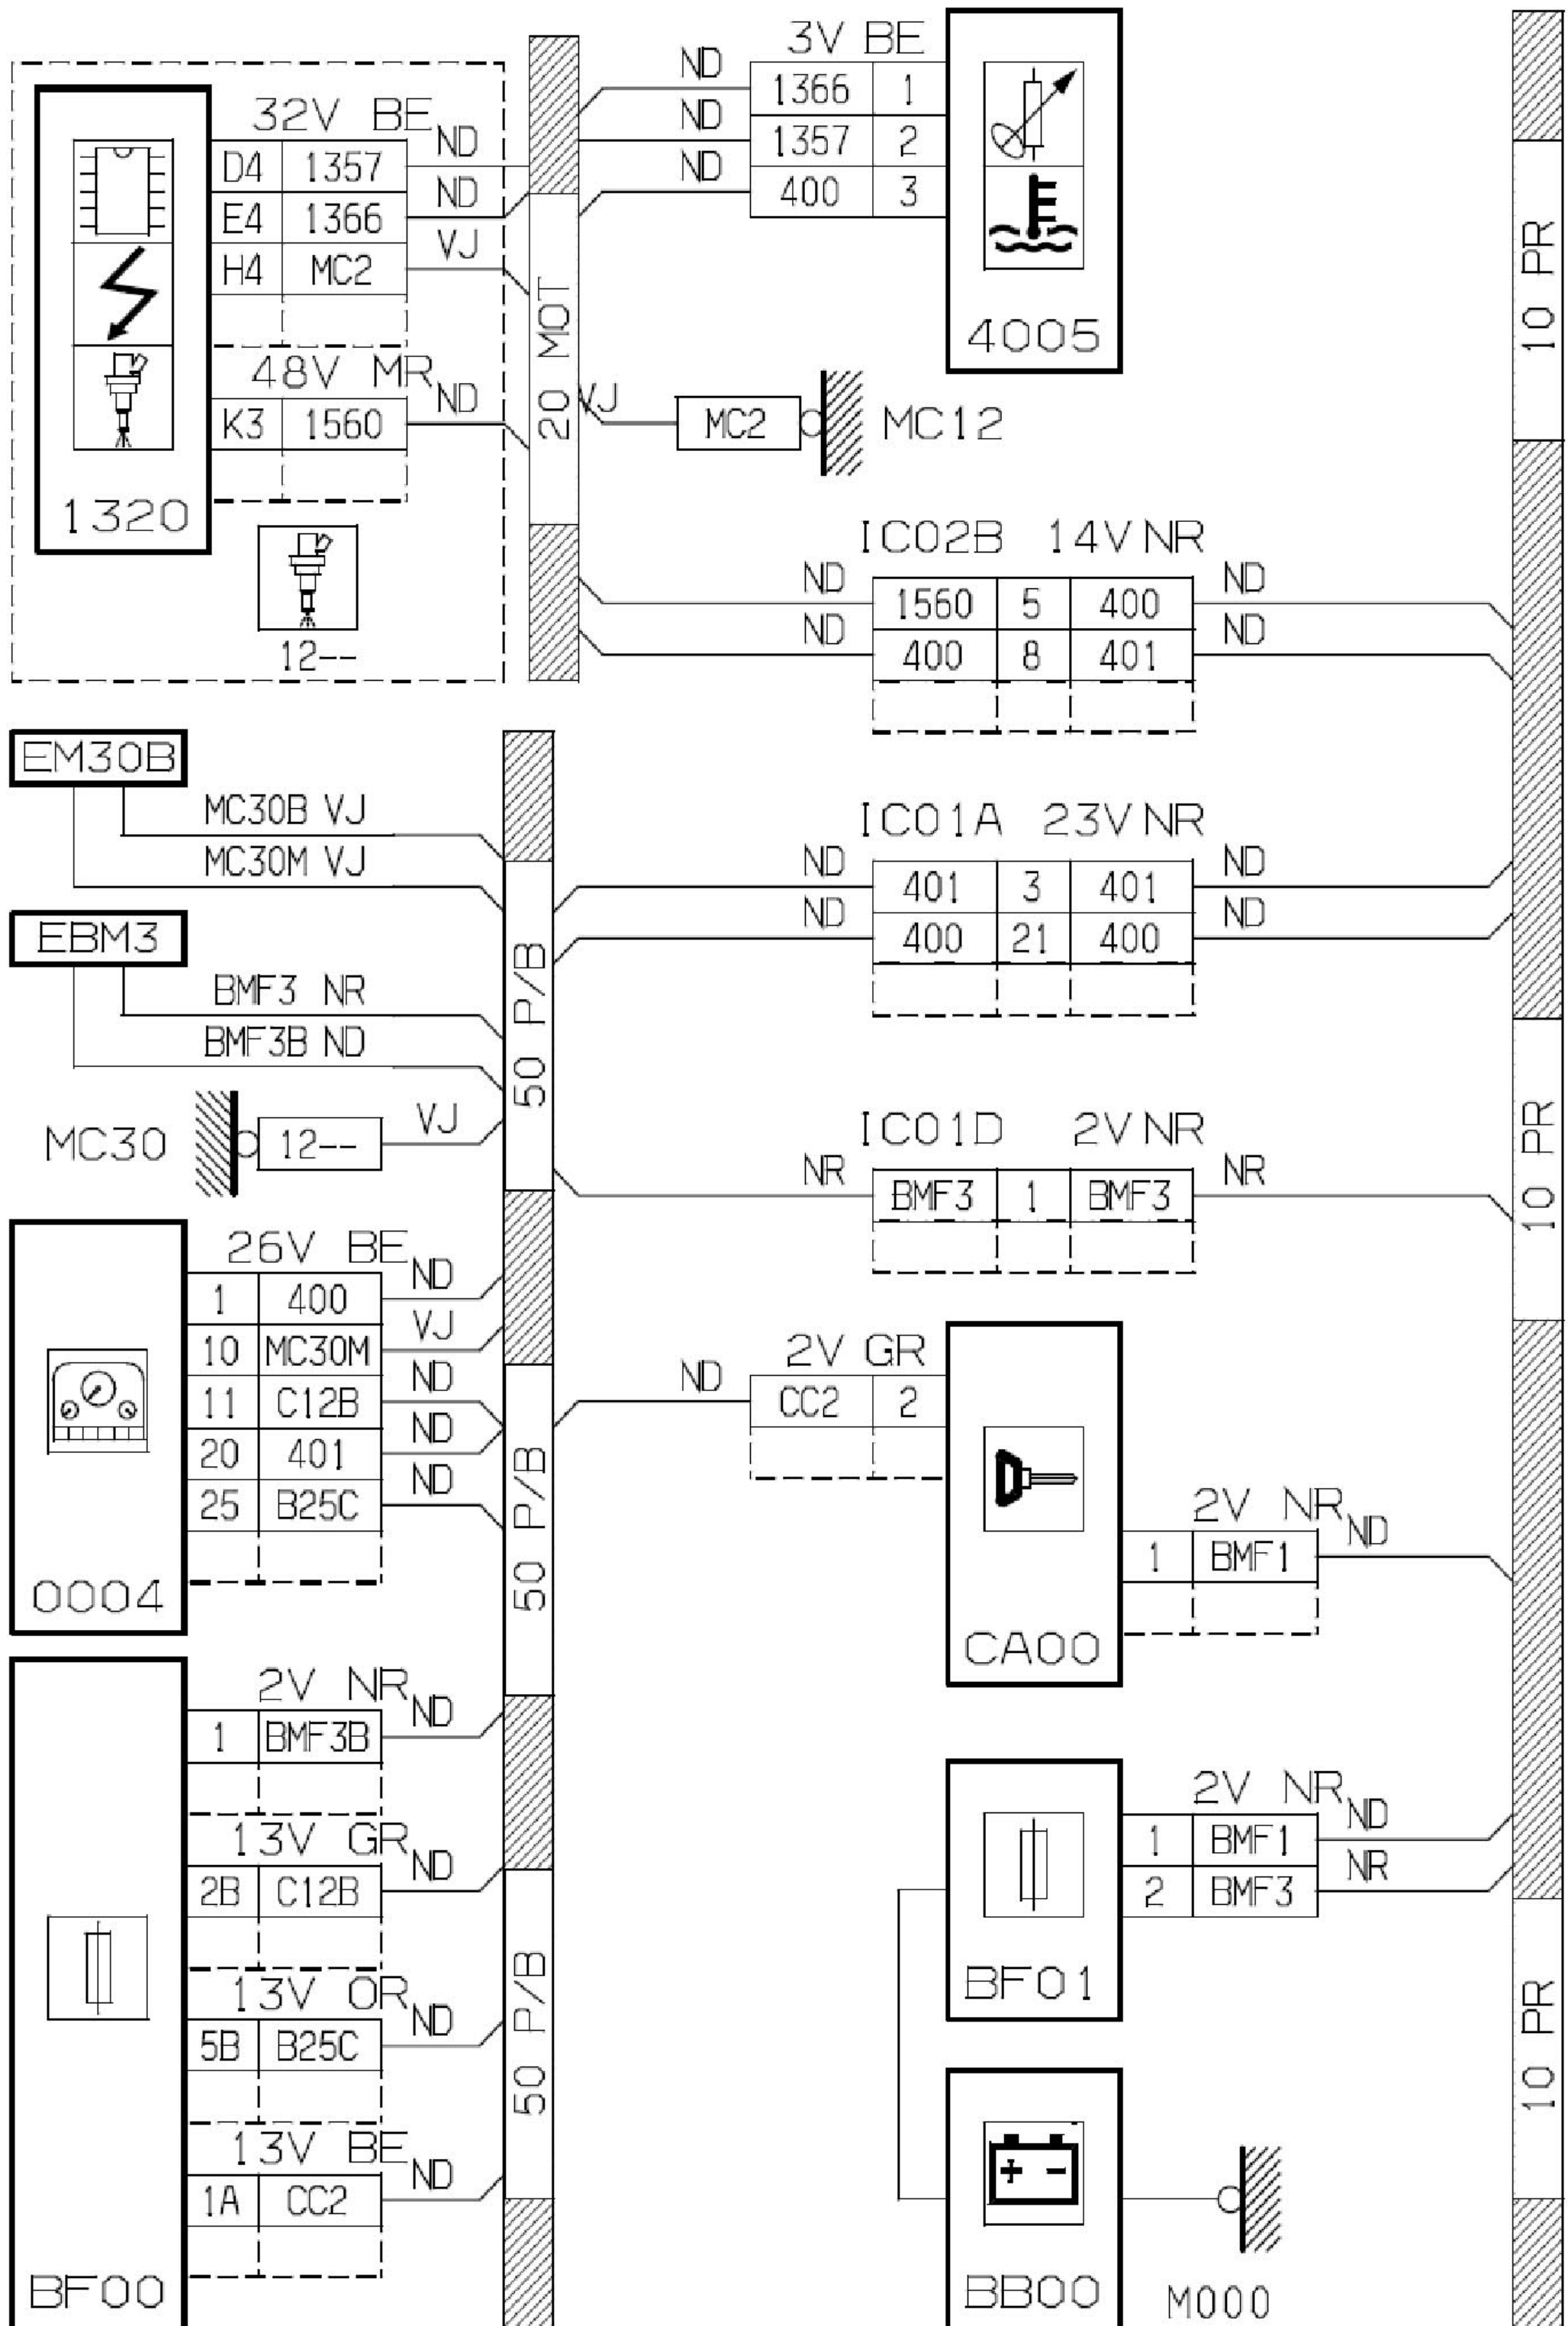 3V BE
ND 1366 1
ND 1357 2
ND 400 3
4005
32V BE
D4 1357 ND
E4 1366 ND
H4 MC2 VJ
48V MR
K3 1560 ND
1320
12--
20 MOT
VJ MC2 MC12
10 PR
IC02B 14V NR
ND 1560 5 400 ND
ND 400 8 401 ND
EM30B
MC30B VJ
MC30M VJ
EBM3
BMF3 NR
BMF3B ND
MC30 12-- VJ
50 P/B
IC01A 23V NR
ND 401 3 401 ND
ND 400 21 400 ND
IC01D 2V NR
NR BMF3 1 BMF3 NR
10 PR
26V BE
1 400 ND
10 MC30M VJ
11 C12B ND
20 401 ND
25 B25C ND
0004
50 P/B
2V GR
ND CC2 2
2V NR
1 BMF1 ND
CA00
2V NR
1 BMF3B ND
13V GR
2B C12B ND
13V OR
5B B25C ND
13V BE
1A CC2 ND
BF00
50 P/B
2V NR
1 BMF1 ND
2 BMF3 NR
BF01
10 PR
+ -
BB00
M000